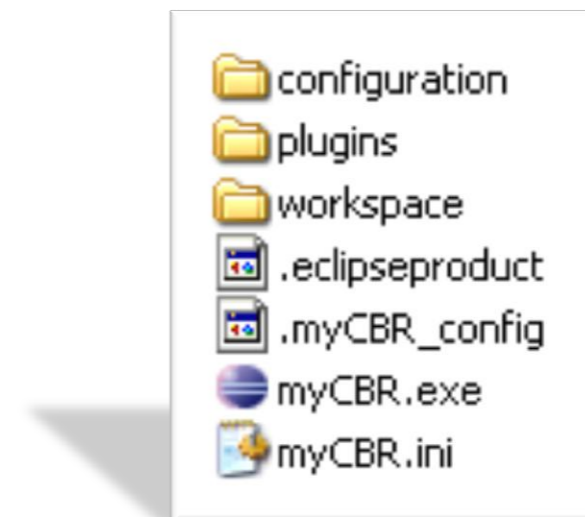 configuration
plugins
workspace
.eclipseproduct
.myCBR_config
myCBR.exe
myCBR.ini